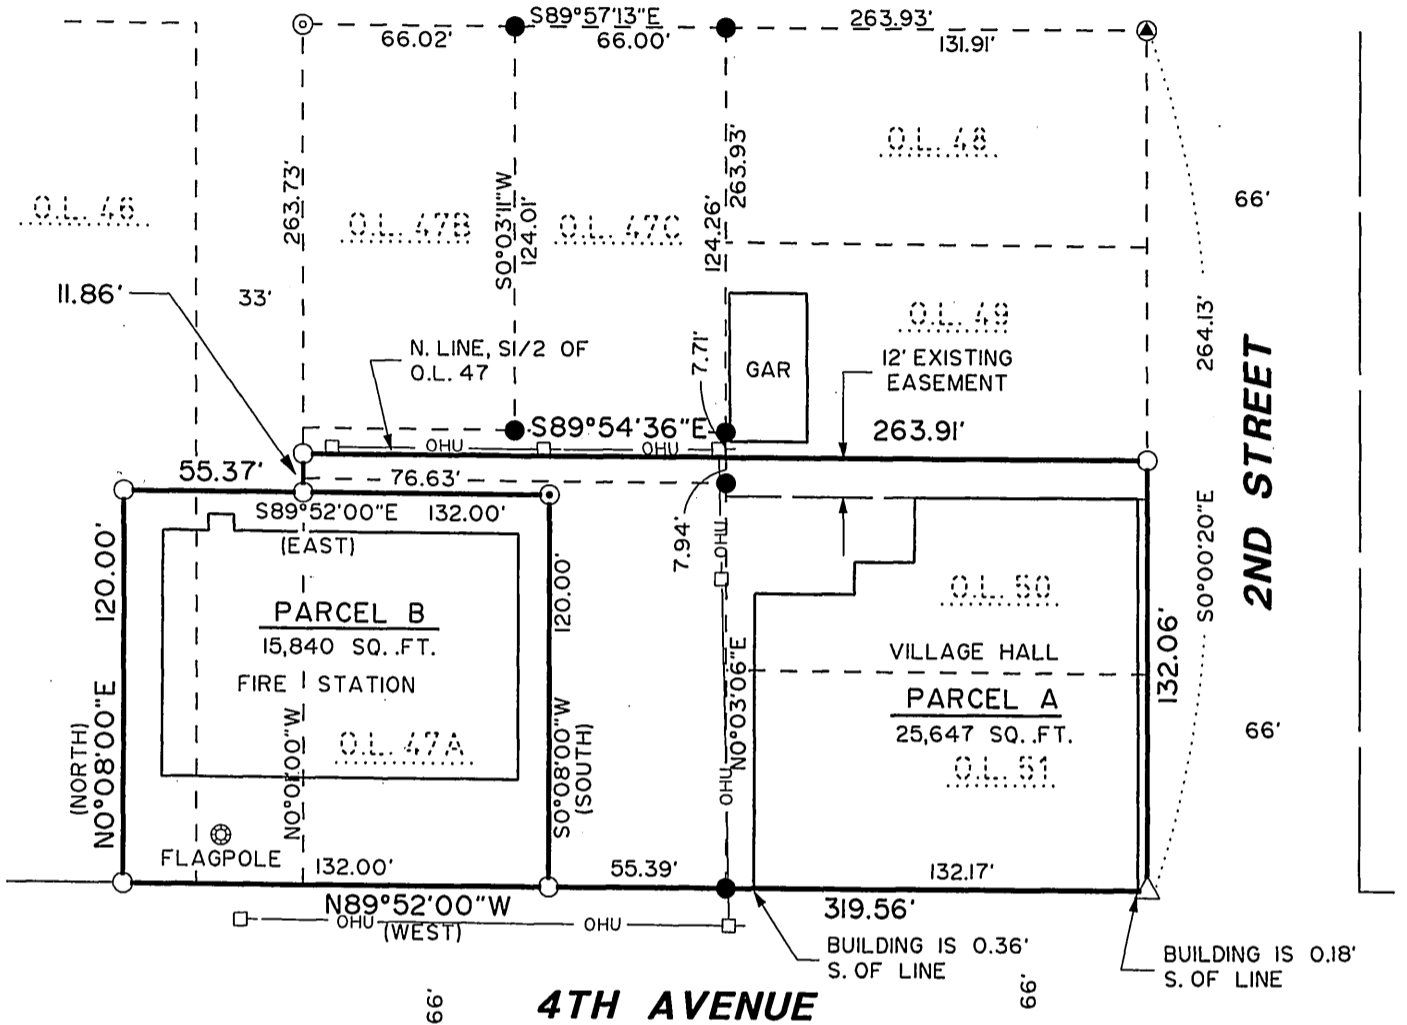 S89°57'13"E
263.93'
66.02'
66.00'
131.91'
O.L. 48
263.93'
263.73'
S0°03'11"W
124.01'
124.26'
O.L. 46
O.L. 47B
O.L. 47C
66'
11.86'
33'
O.L. 49
264.13'
N. LINE, S1/2 OF
O.L. 47
7.71'
GAR
12' EXISTING
EASEMENT
2ND STREET
S89°54'36"E
263.91'
OHU
OHU
55.37'
76.63'
S89°52'00"E
132.00'
(EAST)
7.94'
OHU
S0°00'20"E
120.00'
120.00'
O.L. 50
PARCEL B
15,840 SQ. FT.
VILLAGE HALL
132.06'
FIRE STATION
N0°03'06"E
PARCEL A
25,647 SQ. FT.
O.L. 47A
O.L. 51
66'
(NORTH)
N0°08'00"E
S0°08'00"W
(SOUTH)
OHU
FLAGPOLE
132.00'
55.39'
132.17'
N89°52'00"W
319.56'
OHU
(WEST)
OHU
BUILDING IS 0.36'
S. OF LINE
BUILDING IS 0.18'
S. OF LINE
66'
4TH AVENUE
66'